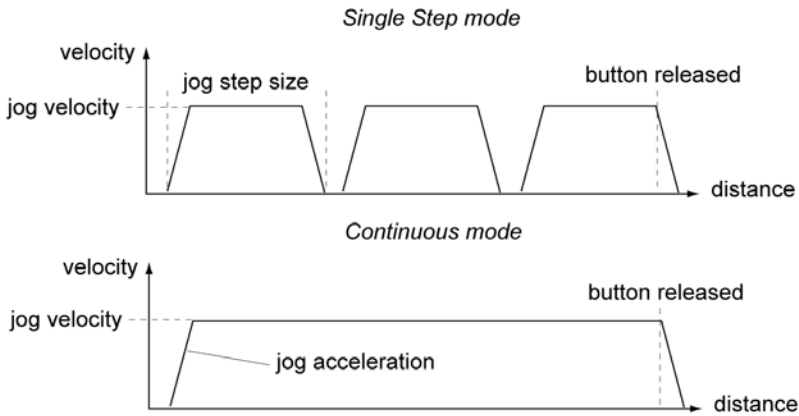 Single Step mode
velocity
jog step size
button released
jog velocity
distance
Continuous mode
velocity
button released
jog velocity
jog acceleration
distance